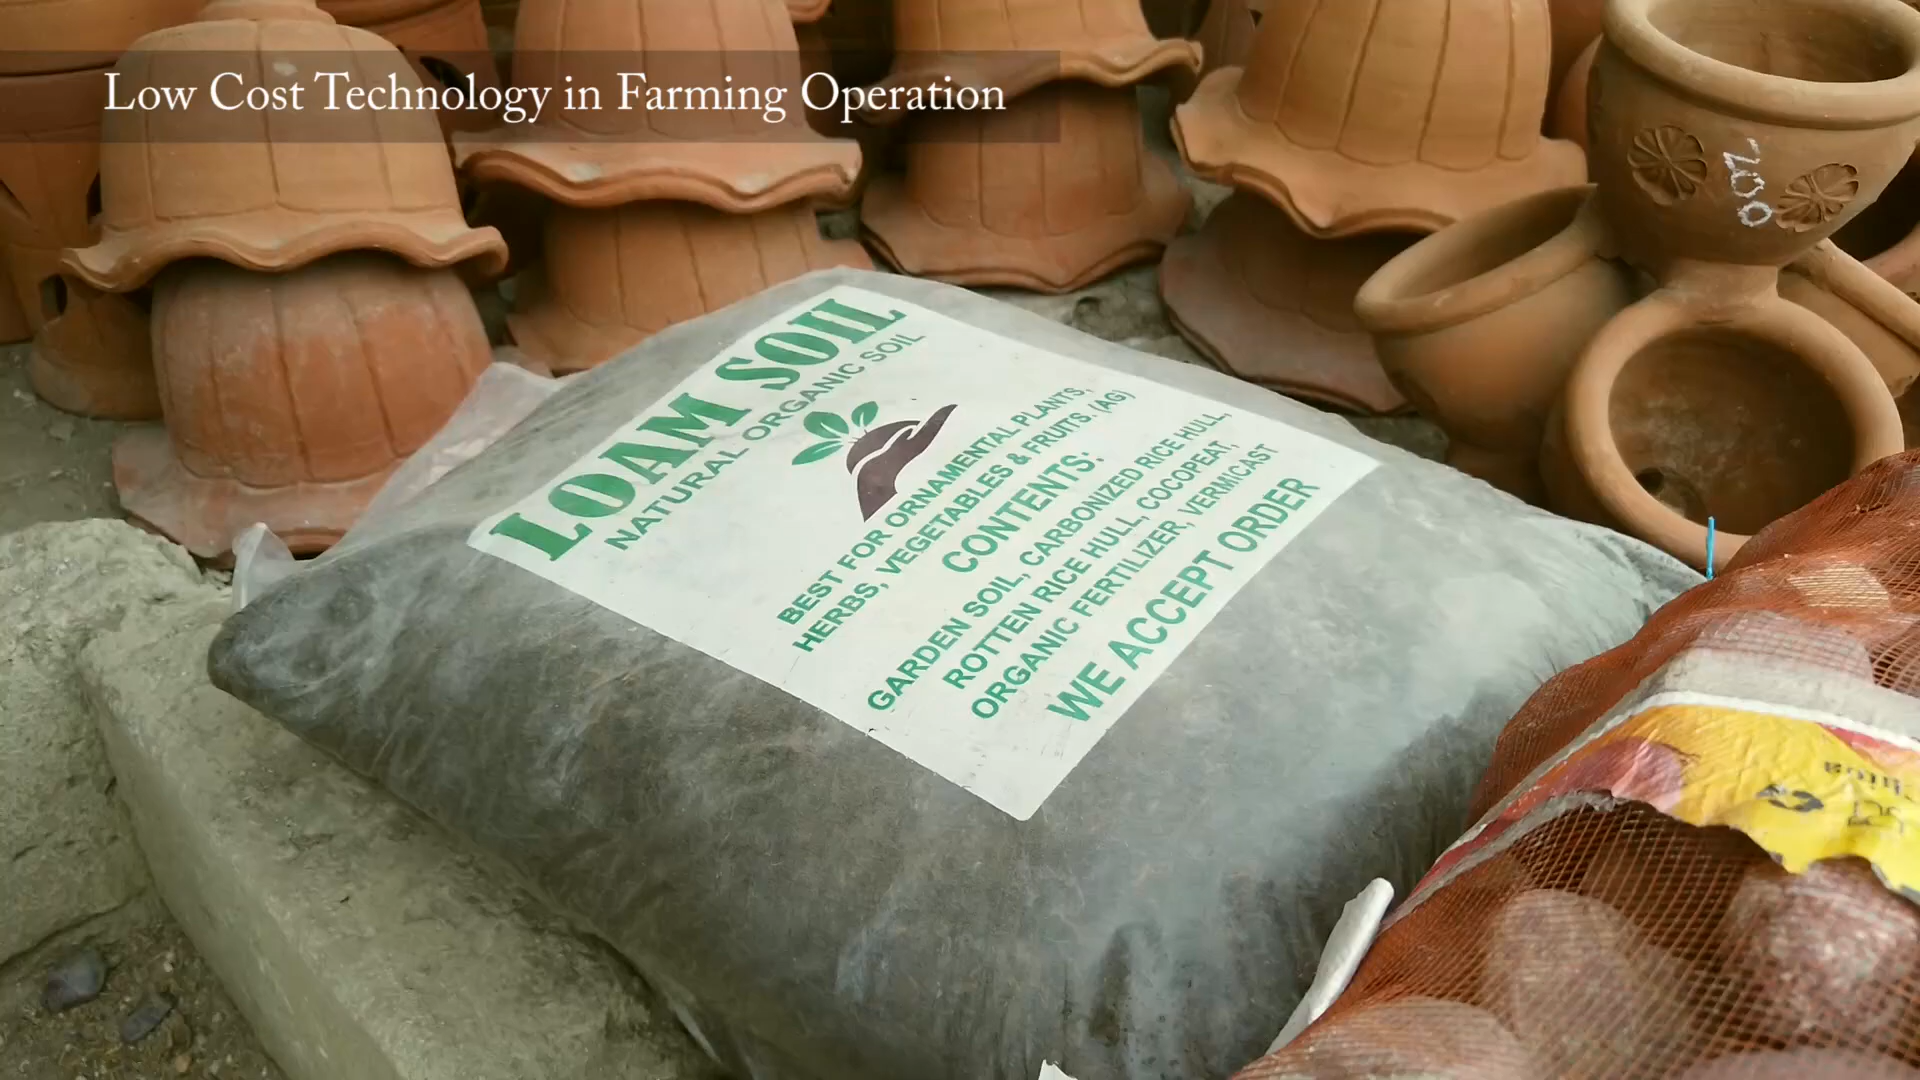 Low Cost Technology in Farming Operation
LOAM SOIL
NATURAL ORGANIC SOIL
BEST FOR ORNAMENTAL PLANTS,
HERBS, VEGETABLES & FRUITS. (AG)
CONTENTS:
GARDEN SOIL, CARBONIZED RICE HULL,
ROTTEN RICE HULL, COCOPEAT,
ORGANIC FERTILIZER, VERMICAST
WE ACCEPT ORDER
200